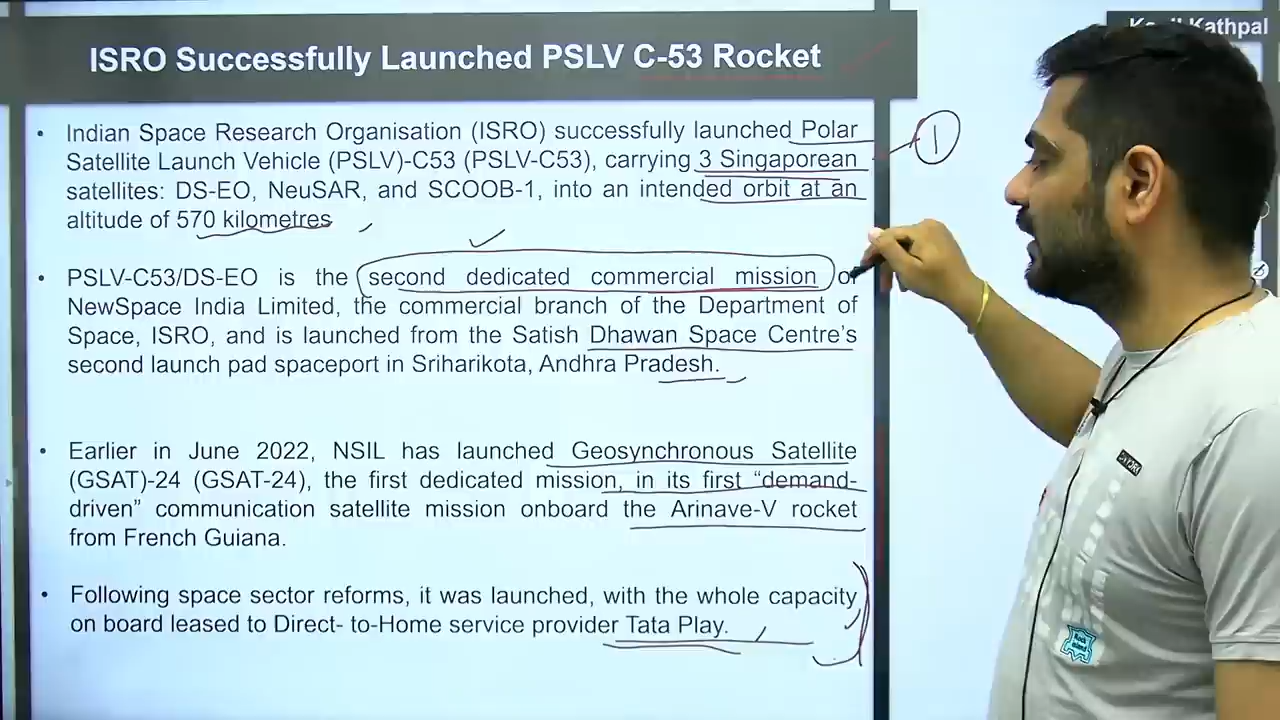 Kathpal
ISRO Successfully Launched PSLV C-53 Rocket
• Indian Space Research Organisation (ISRO) successfully launched Polar
Satellite Launch Vehicle (PSLV)-C53 (PSLV-C53), carrying 3 Singaporean
satellites: DS-EO, NeuSAR, and SCOOB-1, into an intended orbit at an
altitude of 570 kilometres
1
• PSLV-C53/DS-EO is the second dedicated commercial mission of
NewSpace India Limited, the commercial branch of the Department of
Space, ISRO, and is launched from the Satish Dhawan Space Centre's
second launch pad spaceport in Sriharikota, Andhra Pradesh.
• Earlier in June 2022, NSIL has launched Geosynchronous Satellite
(GSAT)-24 (GSAT-24), the first dedicated mission, in its first “demand-
driven” communication satellite mission onboard the Arinave-V rocket
from French Guiana.
• Following space sector reforms, it was launched, with the whole capacity
on board leased to Direct- to-Home service provider Tata Play.